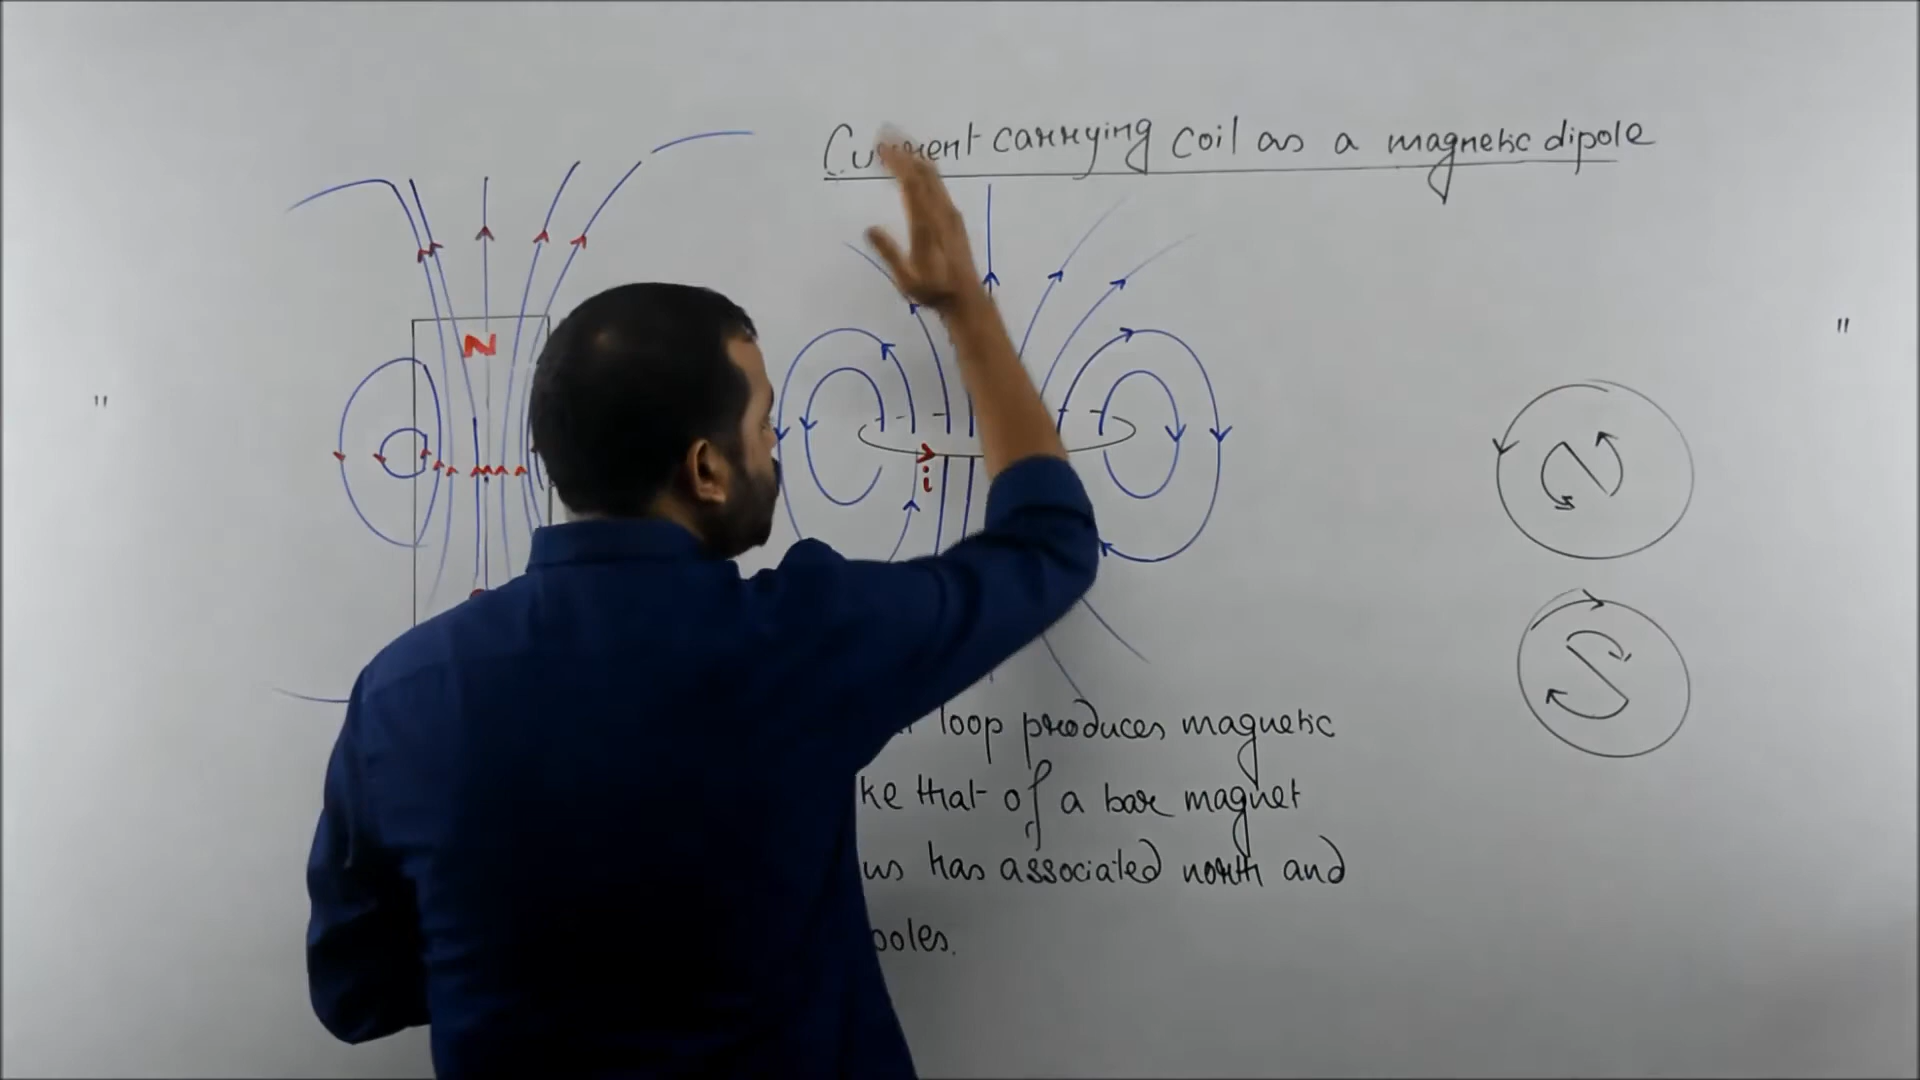 Current carrying coil as a magnetic dipole
N
i
N
S
loop produces magnetic
ke that of a bar magnet
us has associated north and
poles.